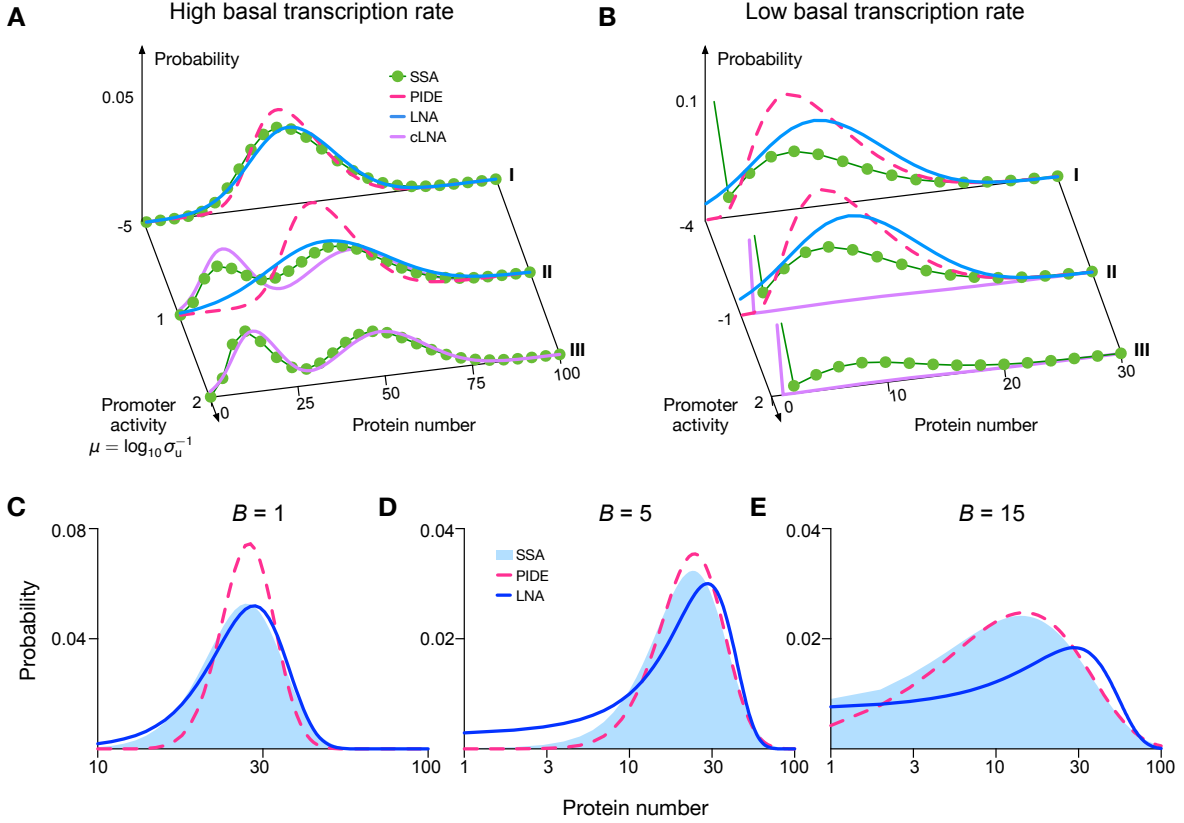 A
High basal transcription rate
Probability
0.05
SSA
PIDE
LNA
cLNA
-5
I
1
II
2
III
0
25
50
75
100
Promoter
activity
μ = log10 σu^-1
Protein number
B
Low basal transcription rate
Probability
0.1
-4
I
-1
II
2
III
0
10
20
30
Promoter
activity
Protein number
C
B = 1
0.08
0.04
Probability
10
30
100
D
B = 5
0.04
0.02
SSA
PIDE
LNA
1
3
10
30
100
E
B = 15
0.04
0.02
1
3
10
30
100
Protein number